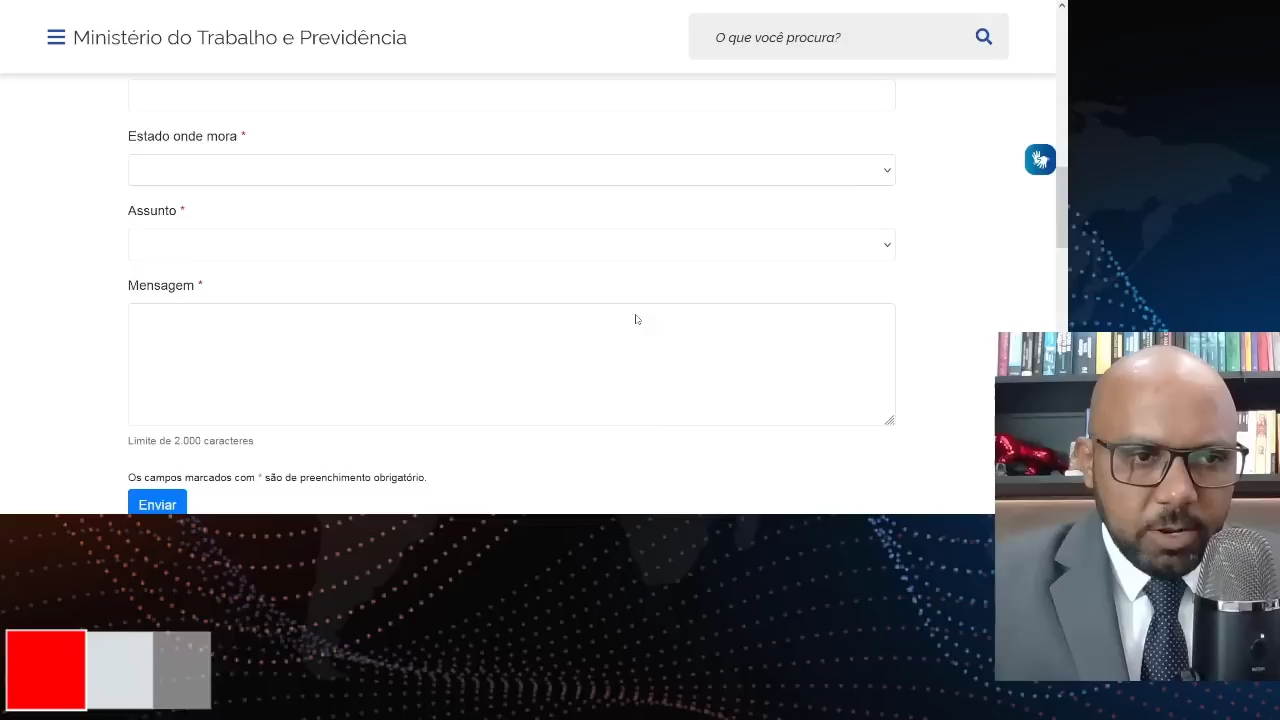 Ministério do Trabalho e Previdência
O que você procura?
Estado onde mora *
Assunto *
Mensagem *
Limite de 2.000 caracteres
Os campos marcados com * são de preenchimento obrigatório.
Enviar